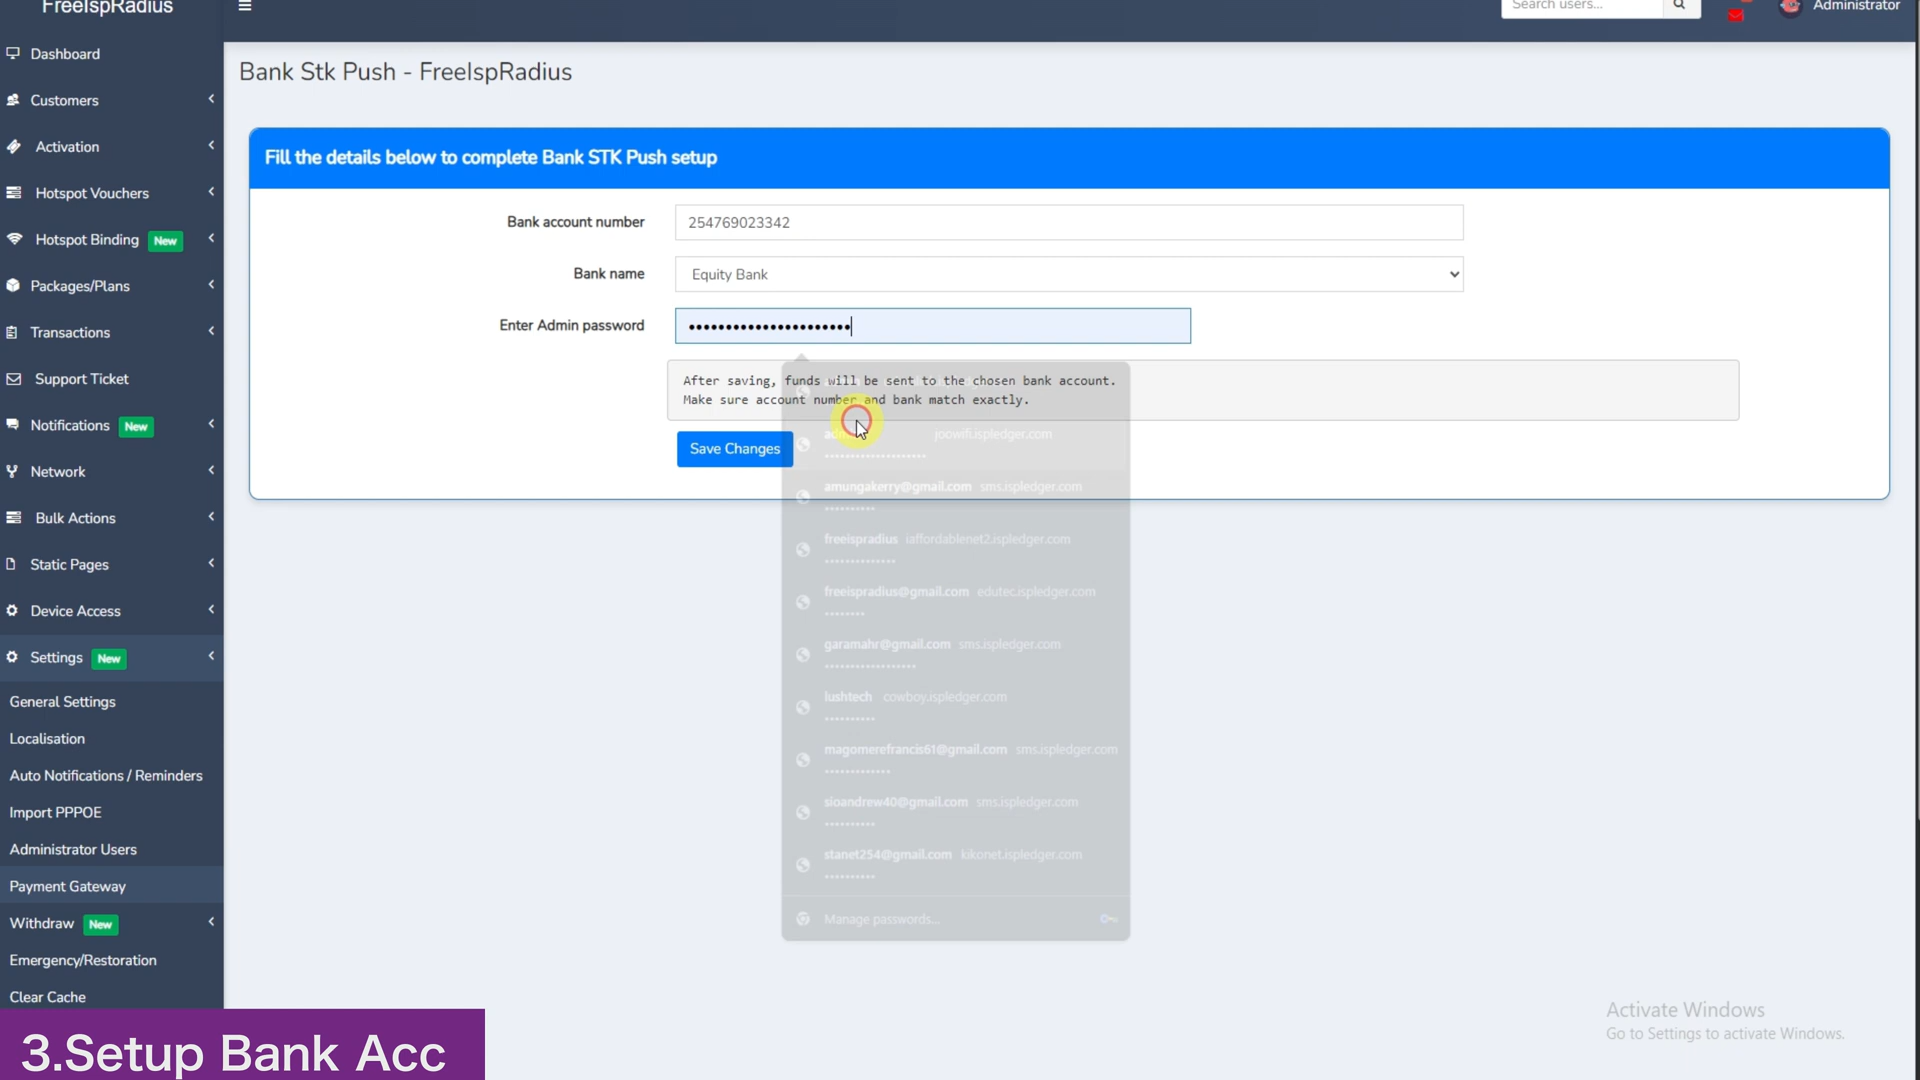 FreeIspRadius
Search users...
Administrator
Dashboard
Customers
Activation
Hotspot Vouchers
Hotspot Binding New
Packages/Plans
Transactions
Support Ticket
Notifications New
Network
Bulk Actions
Static Pages
Device Access
Settings New
General Settings
Localisation
Auto Notifications / Reminders
Import PPPOE
Administrator Users
Payment Gateway
Withdraw New
Emergency/Restoration
Clear Cache
Bank Stk Push - FreeIspRadius
Fill the details below to complete Bank STK Push setup
Bank account number 254769023342
Bank name Equity Bank
Enter Admin password ••••••••••••••••••••••
After saving, funds will be sent to the chosen bank account.
Make sure account number and bank match exactly.
Save Changes
joowifi.ispledger.com
amungakerry@gmail.com sms.ispledger.com
freeispradius iaffordablenet2.ispledger.com
freeispradius@gmail.com edutec.ispledger.com
garamahr@gmail.com sms.ispledger.com
lushtech cowboy.ispledger.com
magomerefrancis61@gmail.com sms.ispledger.com
sioandrew40@gmail.com sms.ispledger.com
stanet254@gmail.com kikonet.ispledger.com
Manage passwords...
Activate Windows
Go to Settings to activate Windows.
3.Setup Bank Acc